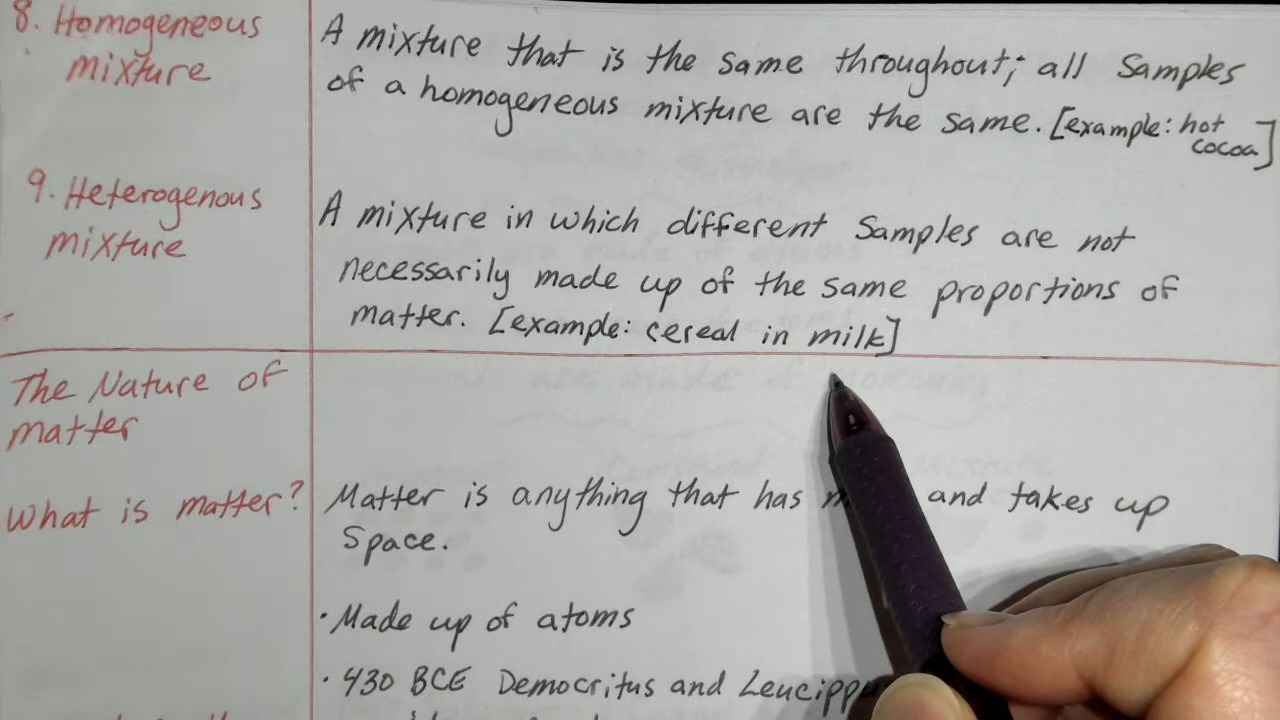 8. Homogeneous
mixture
A mixture that is the same throughout; all samples
of a homogeneous mixture are the same. [example: hot
cocoa]
9. Heterogenous
mixture
A mixture in which different samples are not
necessarily made up of the same proportions of
matter. [example: cereal in milk]
The Nature of
matter
What is matter?
Matter is anything that has and takes up
space.
• Made up of atoms
• 430 BCE Democritus and